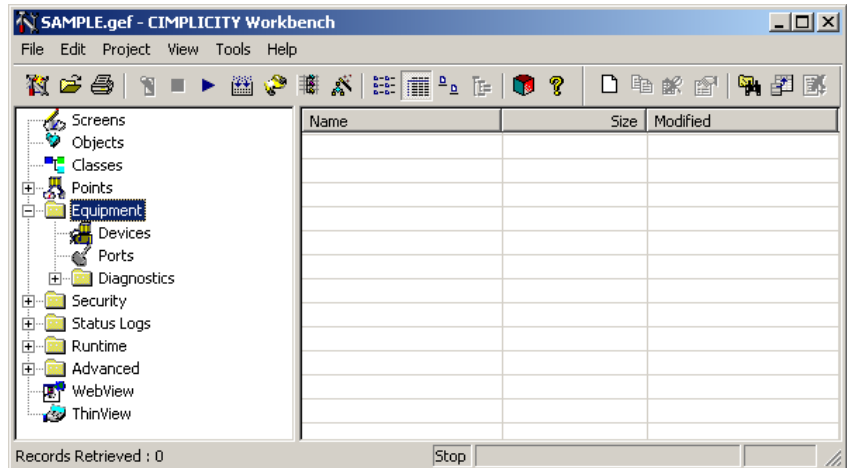 SAMPLE.gef - CIMPLICITY Workbench
File Edit Project View Tools Help
Name Size Modified
Screens
Objects
Classes
Points
Equipment
Devices
Ports
Diagnostics
Security
Status Logs
Runtime
Advanced
WebView
ThinView
Records Retrieved : 0 Stop